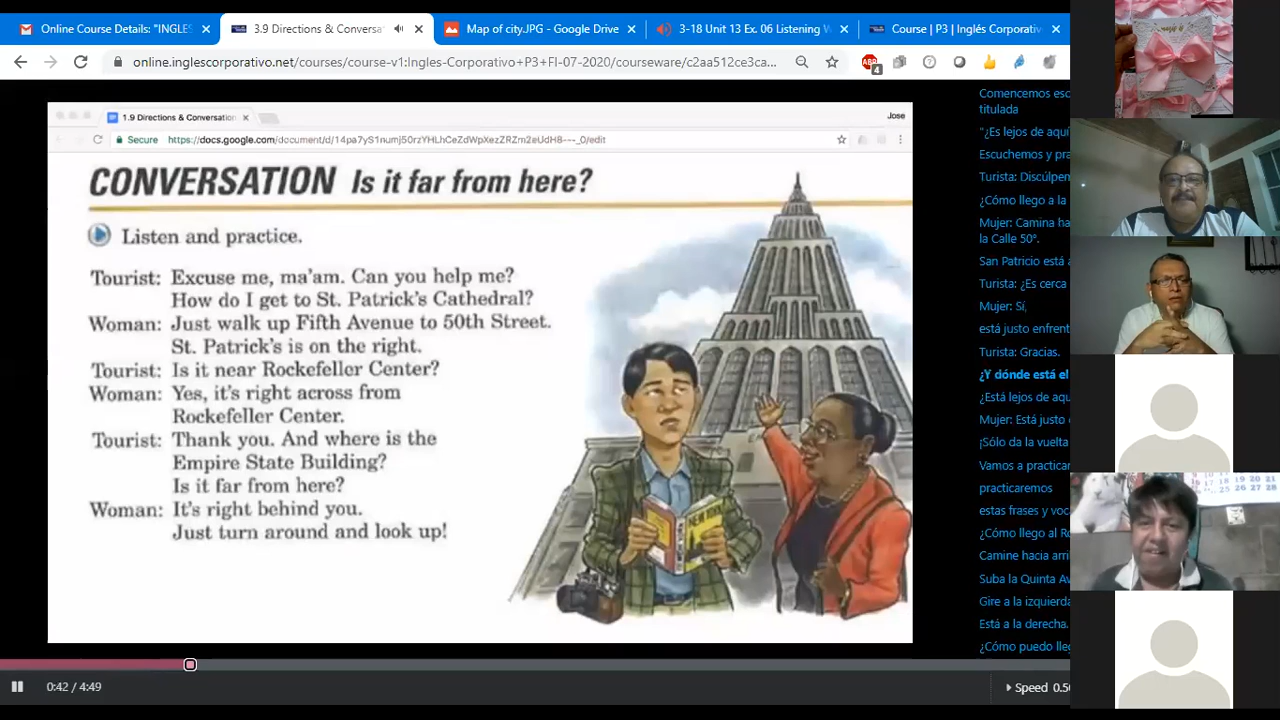 Online Course Details: "INGLES
3.9 Directions & Conversa
Map of city.JPG - Google Drive
3-18 Unit 13 Ex. 06 Listening W
Course | P3 | Inglés Corporativ
online.inglescorporativo.net/courses/course-v1:Ingles-Corporativo+P3+FI-07-2020/courseware/c2aa512ce3ca...
4
1.9 Directions & Conversation
Jose
Secure
https://docs.google.com/document/d/14pa7yS1numj50rzYHLhCeZdWpXezZRZm2eUdH8---_0/edit
CONVERSATION Is it far from here?
Listen and practice.
Tourist: Excuse me, ma'am. Can you help me?
How do I get to St. Patrick's Cathedral?
Woman: Just walk up Fifth Avenue to 50th Street.
St. Patrick's is on the right.
Tourist: Is it near Rockefeller Center?
Woman: Yes, it's right across from
Rockefeller Center.
Tourist: Thank you. And where is the
Empire State Building?
Is it far from here?
Woman: It's right behind you.
Just turn around and look up!
Comencemos esc
titulada
"¿Es lejos de aquí
Escuchemos y pra
Turista: Discúlpem
¿Cómo llego a la
Mujer: Camina ha
la Calle 50°.
San Patricio está a
Turista: ¿Es cerca
Mujer: Sí,
está justo enfrent
Turista: Gracias.
¿Y dónde está el
¿Está lejos de aqu
Mujer: Está justo
¡Sólo da la vuelta
Vamos a practicar
practicaremos
estas frases y voc
¿Cómo llego al Ro
Camine hacia arri
Suba la Quinta Av
Gire a la izquierda
Está a la derecha.
¿Cómo puedo lleg
0:42 / 4:49
Speed 0.50